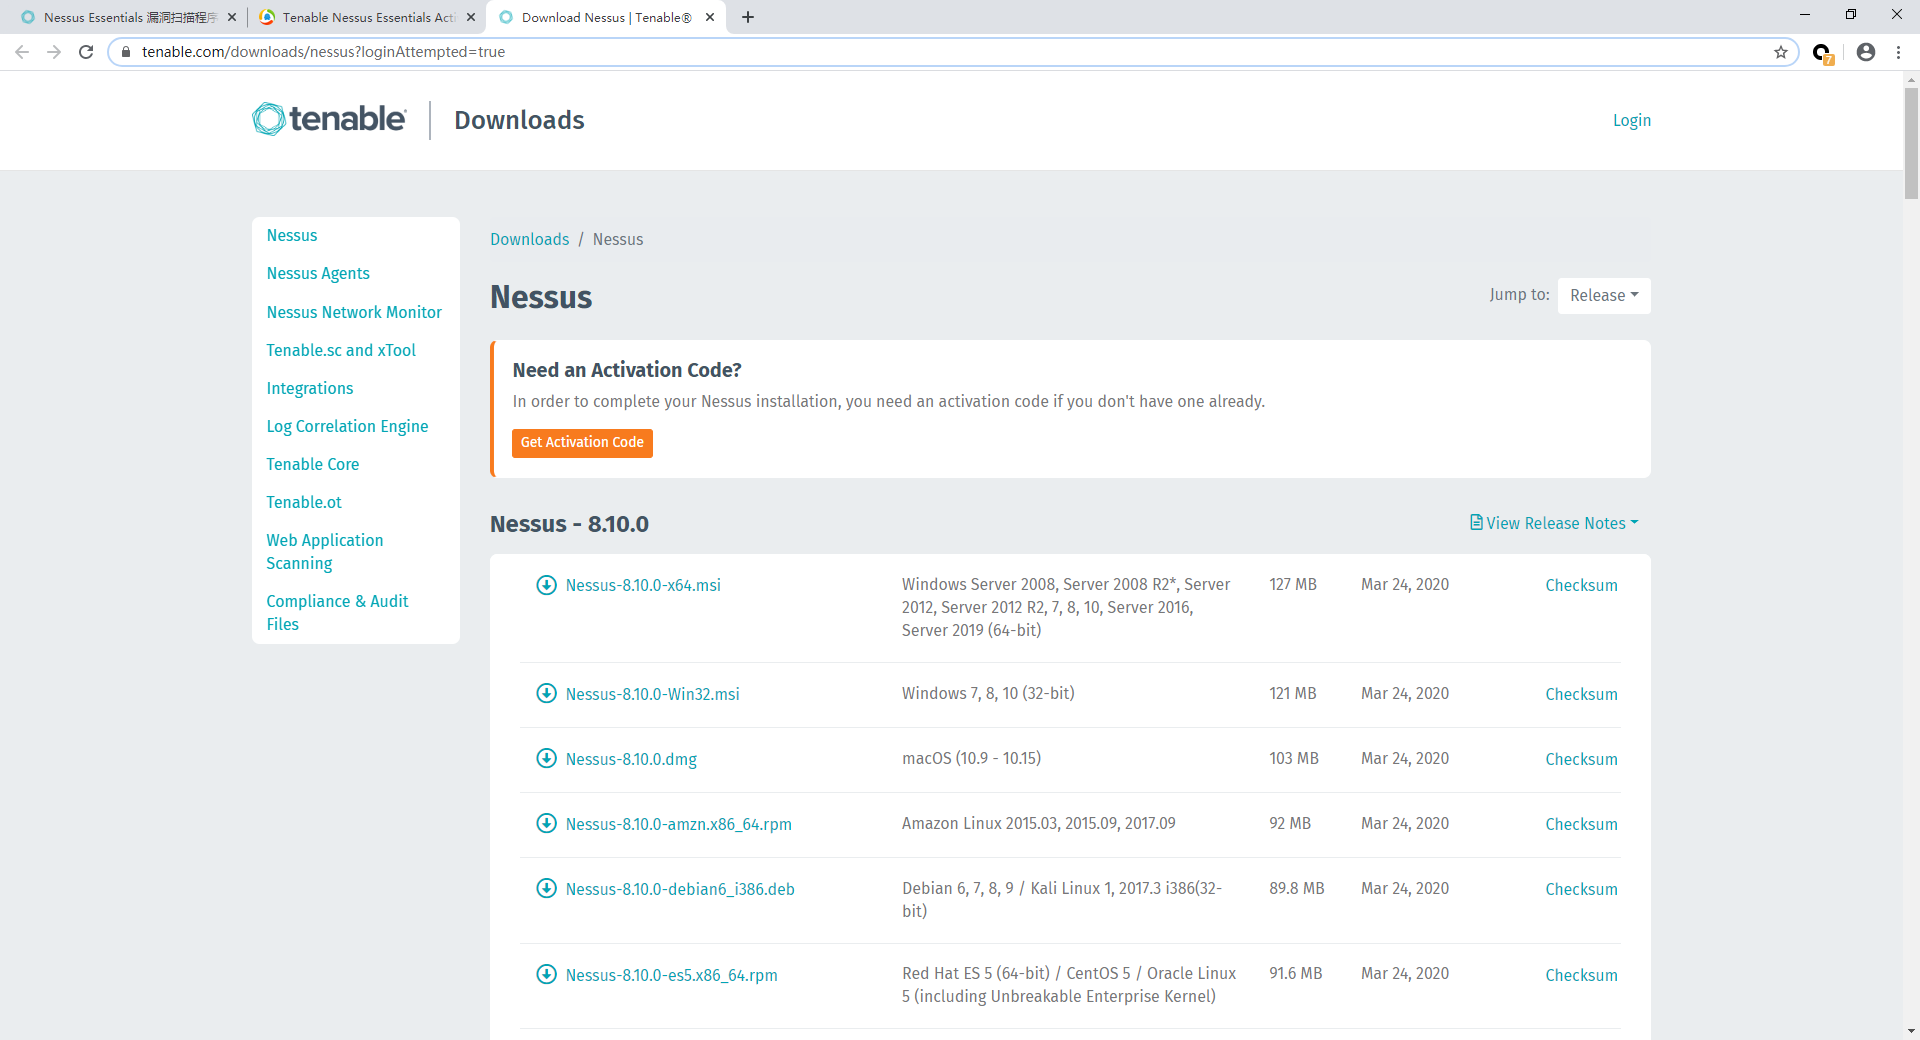 Nessus Essentials 漏洞扫描程序
Tenable Nessus Essentials Acti
Download Nessus | Tenable®
tenable.com/downloads/nessus?loginAttempted=true
7
tenable
Downloads
Login
Nessus
Nessus Agents
Nessus Network Monitor
Tenable.sc and xTool
Integrations
Log Correlation Engine
Tenable Core
Tenable.ot
Web Application
Scanning
Compliance & Audit
Files
Downloads / Nessus
Nessus
Jump to: Release
Need an Activation Code?
In order to complete your Nessus installation, you need an activation code if you don't have one already.
Get Activation Code
Nessus - 8.10.0
View Release Notes
Nessus-8.10.0-x64.msi
Windows Server 2008, Server 2008 R2*, Server
2012, Server 2012 R2, 7, 8, 10, Server 2016,
Server 2019 (64-bit)
127 MB
Mar 24, 2020
Checksum
Nessus-8.10.0-Win32.msi
Windows 7, 8, 10 (32-bit)
121 MB
Mar 24, 2020
Checksum
Nessus-8.10.0.dmg
macOS (10.9 - 10.15)
103 MB
Mar 24, 2020
Checksum
Nessus-8.10.0-amzn.x86_64.rpm
Amazon Linux 2015.03, 2015.09, 2017.09
92 MB
Mar 24, 2020
Checksum
Nessus-8.10.0-debian6_i386.deb
Debian 6, 7, 8, 9 / Kali Linux 1, 2017.3 i386(32-
bit)
89.8 MB
Mar 24, 2020
Checksum
Nessus-8.10.0-es5.x86_64.rpm
Red Hat ES 5 (64-bit) / CentOS 5 / Oracle Linux
5 (including Unbreakable Enterprise Kernel)
91.6 MB
Mar 24, 2020
Checksum